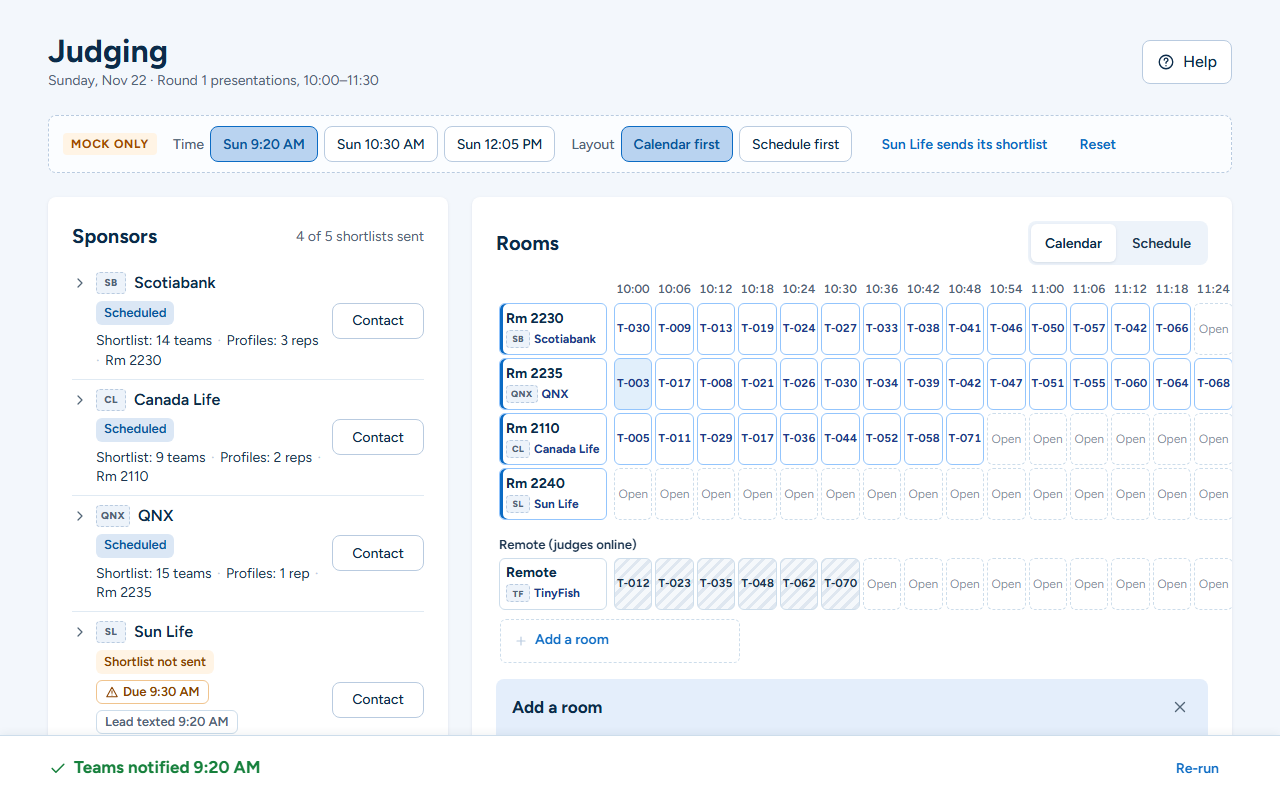 Judging
Sunday, Nov 22 · Round 1 presentations, 10:00–11:30
Help
MOCK ONLY Time Sun 9:20 AM Sun 10:30 AM Sun 12:05 PM Layout Calendar first Schedule first Sun Life sends its shortlist Reset
Sponsors 4 of 5 shortlists sent
SB Scotiabank
Scheduled
Shortlist: 14 teams · Profiles: 3 reps
· Rm 2230
Contact
CL Canada Life
Scheduled
Shortlist: 9 teams · Profiles: 2 reps ·
Rm 2110
Contact
QNX QNX
Scheduled
Shortlist: 15 teams · Profiles: 1 rep ·
Rm 2235
Contact
SL Sun Life
Shortlist not sent
Due 9:30 AM
Lead texted 9:20 AM
Contact
Rooms
Calendar Schedule
10:00 10:06 10:12 10:18 10:24 10:30 10:36 10:42 10:48 10:54 11:00 11:06 11:12 11:18 11:24
Rm 2230
SB Scotiabank
T-030 T-009 T-013 T-019 T-024 T-027 T-033 T-038 T-041 T-046 T-050 T-057 T-042 T-066 Open
Rm 2235
QNX QNX
T-003 T-017 T-008 T-021 T-026 T-030 T-034 T-039 T-042 T-047 T-051 T-055 T-060 T-064 T-068
Rm 2110
CL Canada Life
T-005 T-011 T-029 T-017 T-036 T-044 T-052 T-058 T-071 Open Open Open Open Open Open
Rm 2240
SL Sun Life
Open Open Open Open Open Open Open Open Open Open Open Open Open Open Open
Remote (judges online)
Remote
TF TinyFish
T-012 T-023 T-035 T-048 T-062 T-070 Open Open Open Open Open Open Open Open Open
+ Add a room
Add a room
Teams notified 9:20 AM
Re-run